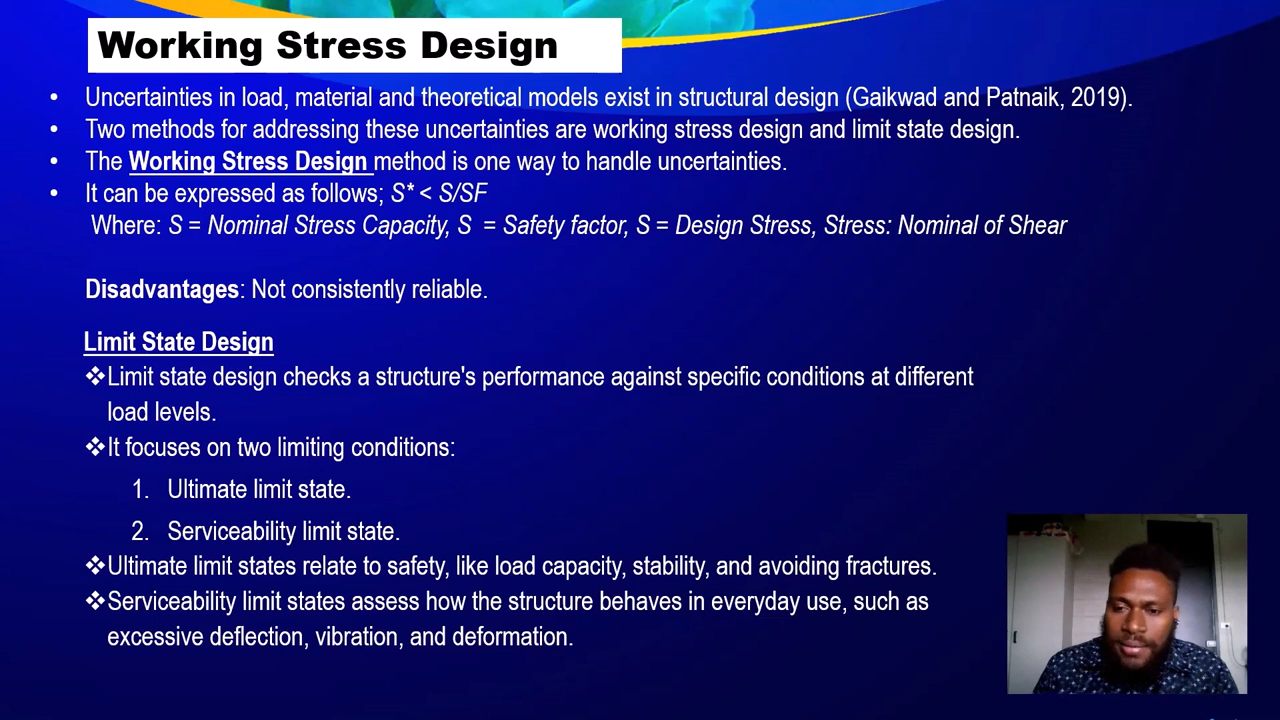 Working Stress Design
• Uncertainties in load, material and theoretical models exist in structural design (Gaikwad and Patnaik, 2019).
• Two methods for addressing these uncertainties are working stress design and limit state design.
• The Working Stress Design method is one way to handle uncertainties.
• It can be expressed as follows; S* < S/SF
Where: S = Nominal Stress Capacity, S = Safety factor, S = Design Stress, Stress: Nominal of Shear
Disadvantages: Not consistently reliable.
Limit State Design
❖Limit state design checks a structure's performance against specific conditions at different
load levels.
❖It focuses on two limiting conditions:
1. Ultimate limit state.
2. Serviceability limit state.
❖Ultimate limit states relate to safety, like load capacity, stability, and avoiding fractures.
❖Serviceability limit states assess how the structure behaves in everyday use, such as
excessive deflection, vibration, and deformation.